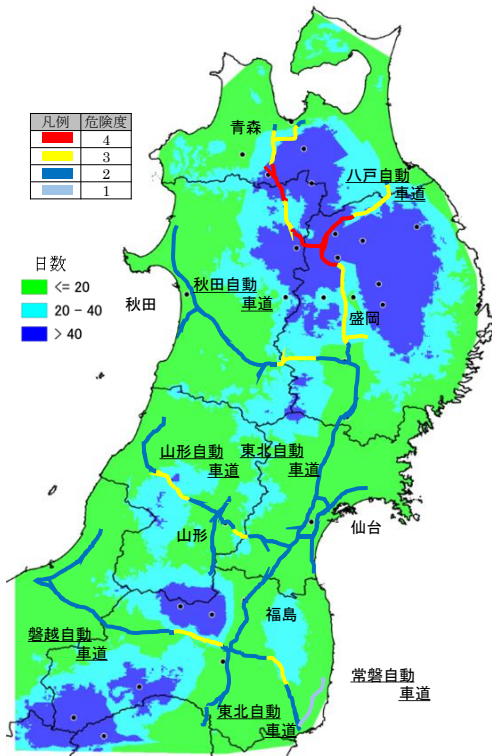 青森
凡例 危険度
4
3
2
1
八戸自動
車道
日数
<= 20
20 - 40
> 40
秋田
秋田自動
車道
盛岡
山形自動
車道
東北自動
車道
仙台
山形
福島
磐越自動
車道
常磐自動
車道
東北自動
車道